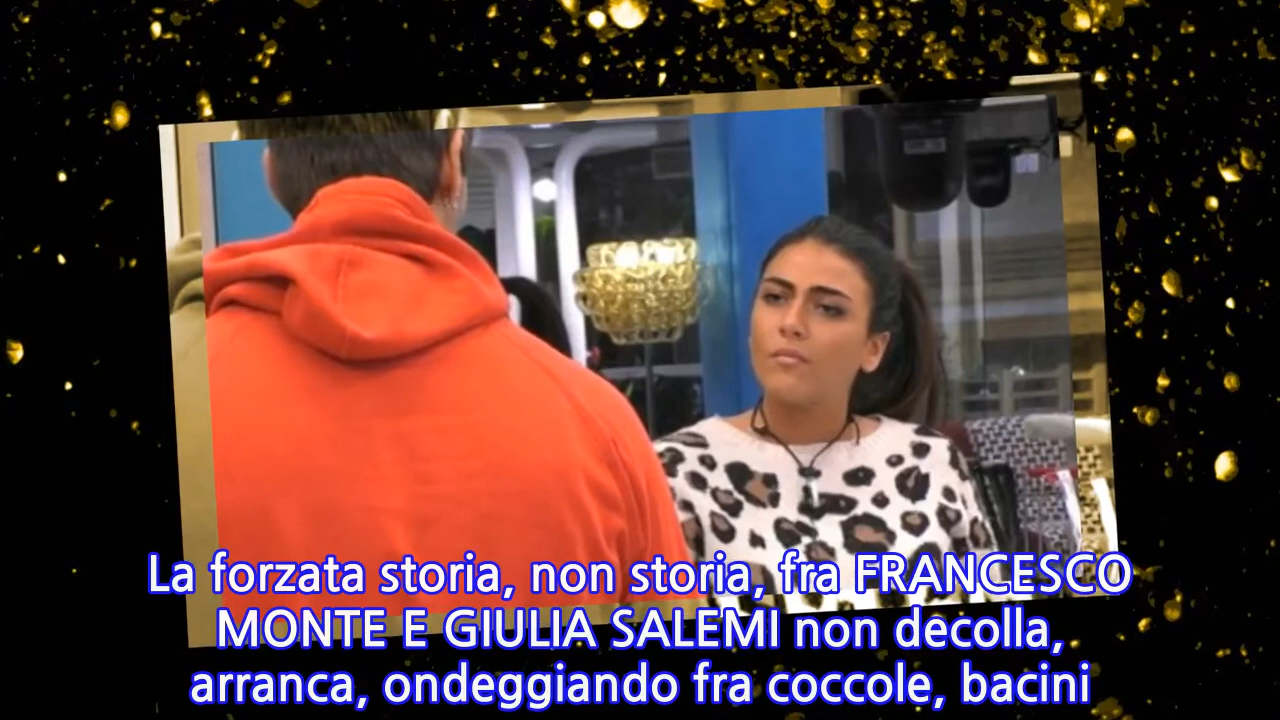 La forzata storia, non storia, fra FRANCESCO
MONTE E GIULIA SALEMI non decolla,
arranca, ondeggiando fra coccole, bacini